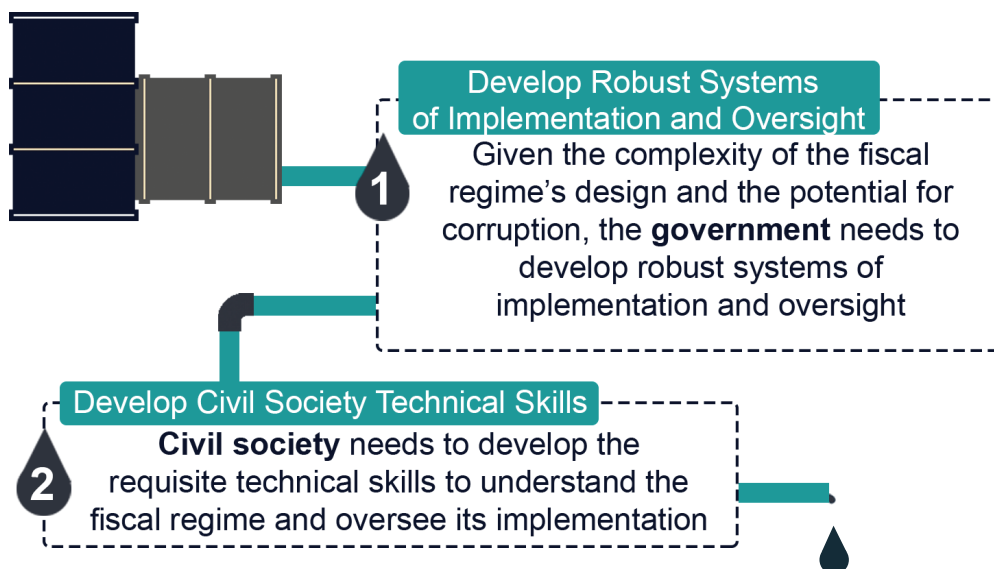 Develop Robust Systems
of Implementation and Oversight
1
Given the complexity of the fiscal
regime’s design and the potential for
corruption, the government needs to
develop robust systems of
implementation and oversight
Develop Civil Society Technical Skills
2
Civil society needs to develop the
requisite technical skills to understand the
fiscal regime and oversee its implementation